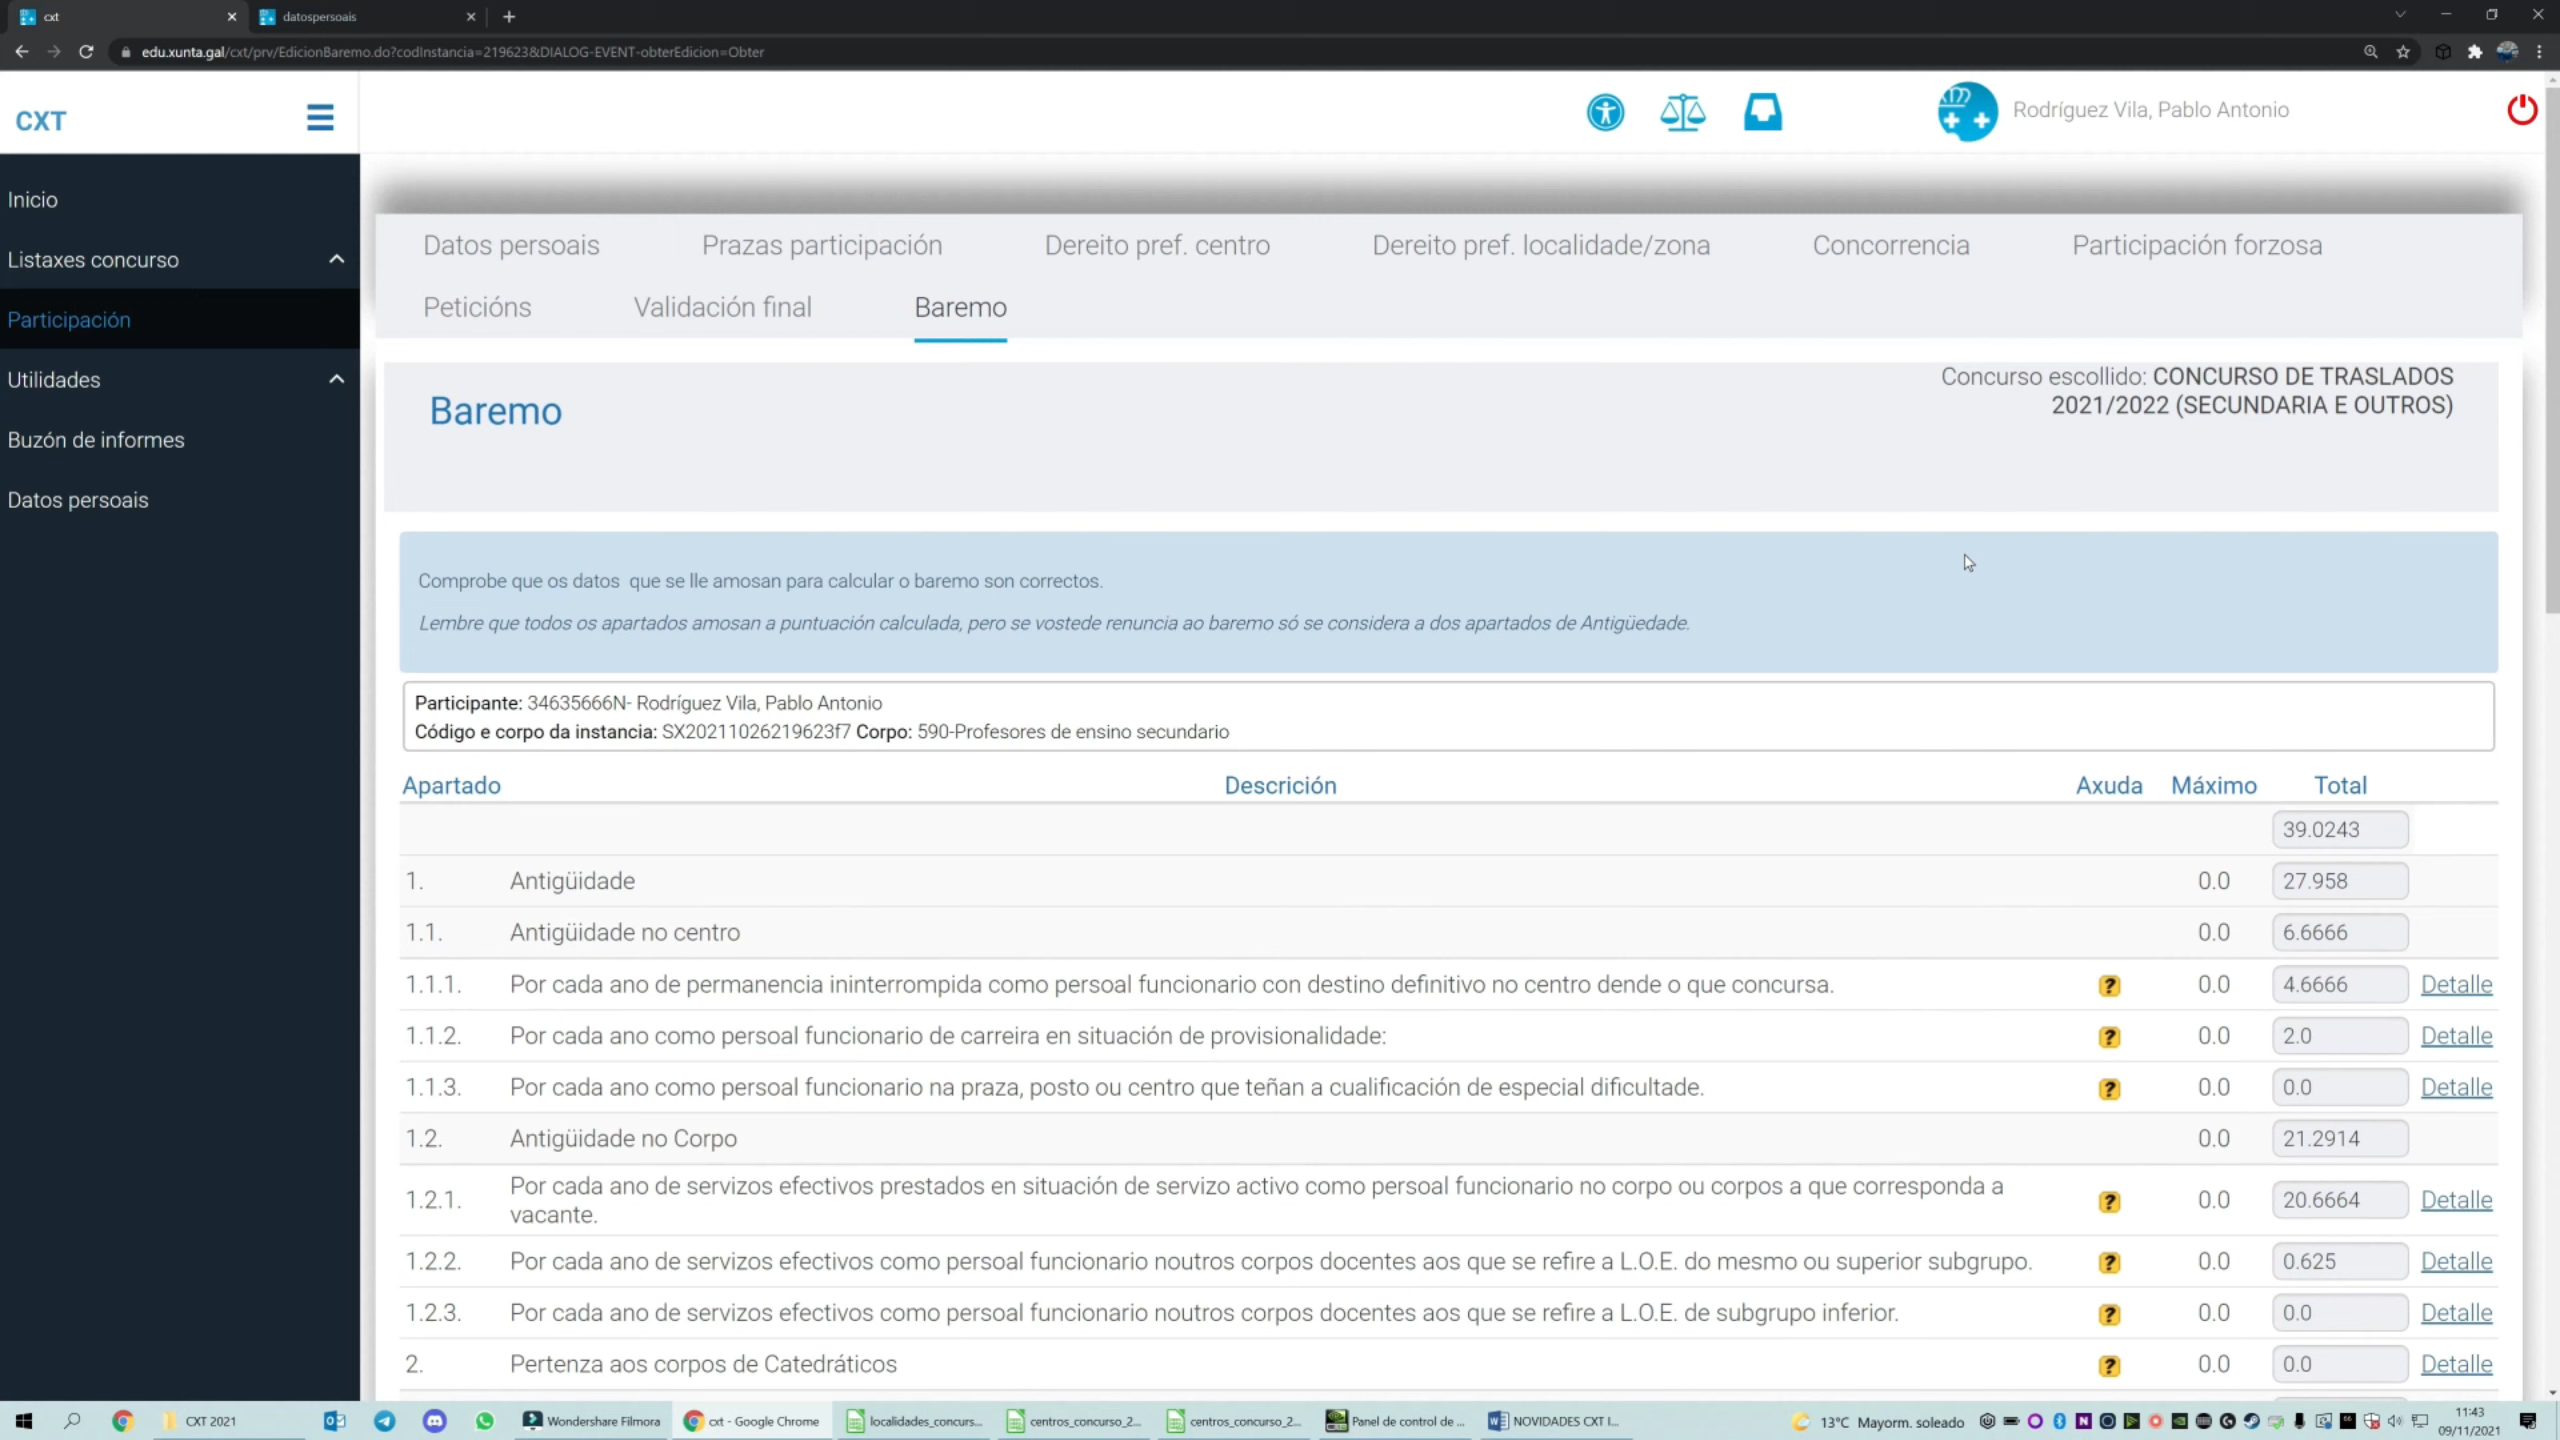 cxt
datospersoais
edu.xunta.gal/cxt/prv/EdicionBaremo.do?codInstancia=219623&DIALOG-EVENT-obterEdicion=Obter
CXT
Rodríguez Vila, Pablo Antonio
Inicio
Listaxes concurso
Participación
Utilidades
Buzón de informes
Datos persoais
Datos persoais Prazas participación Dereito pref. centro Dereito pref. localidade/zona Concorrencia Participación forzosa
Peticións Validación final Baremo
Concurso escollido: CONCURSO DE TRASLADOS
2021/2022 (SECUNDARIA E OUTROS)
Baremo
Comprobe que os datos que se lle amosan para calcular o baremo son correctos.
Lembre que todos os apartados amosan a puntuación calculada, pero se vostede renuncia ao baremo só se considera a dos apartados de Antigüedade.
Participante: 34635666N- Rodríguez Vila, Pablo Antonio
Código e corpo da instancia: SX20211026219623f7 Corpo: 590-Profesores de ensino secundario
Apartado Descrición Axuda Máximo Total
39.0243
1. Antigüidade 0.0 27.958
1.1. Antigüidade no centro 0.0 6.6666
1.1.1. Por cada ano de permanencia ininterrompida como persoal funcionario con destino definitivo no centro dende o que concursa. ? 0.0 4.6666 Detalle
1.1.2. Por cada ano como persoal funcionario de carreira en situación de provisionalidade: ? 0.0 2.0 Detalle
1.1.3. Por cada ano como persoal funcionario na praza, posto ou centro que teñan a cualificación de especial dificultade. ? 0.0 0.0 Detalle
1.2. Antigüidade no Corpo 0.0 21.2914
1.2.1. Por cada ano de servizos efectivos prestados en situación de servizo activo como persoal funcionario no corpo ou corpos a que corresponda a
vacante. ? 0.0 20.6664 Detalle
1.2.2. Por cada ano de servizos efectivos como persoal funcionario noutros corpos docentes aos que se refire a L.O.E. do mesmo ou superior subgrupo. ? 0.0 0.625 Detalle
1.2.3. Por cada ano de servizos efectivos como persoal funcionario noutros corpos docentes aos que se refire a L.O.E. de subgrupo inferior. ? 0.0 0.0 Detalle
2. Pertenza aos corpos de Catedráticos ? 0.0 0.0 Detalle
CXT 2021 Wondershare Filmora cxt - Google Chrome localidades_concurs... centros_concurso_2... centros_concurso_2... Panel de control de ... NOVIDADES CXT I... 13°C Mayorm. soleado 11:43
09/11/2021